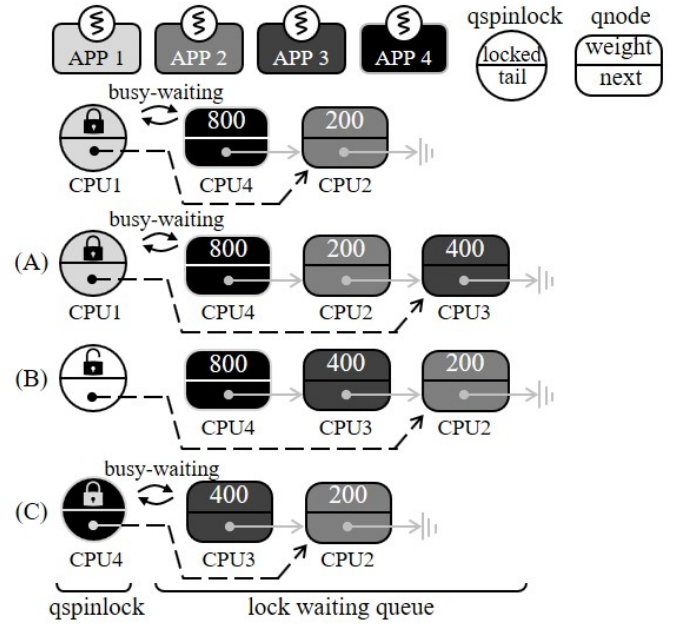 qspinlock qnode
APP 1 APP 2 APP 3 APP 4 locked weight
tail next
busy-waiting
800 200
CPU1 CPU4 CPU2
busy-waiting
(A) 800 200 400
CPU1 CPU4 CPU2 CPU3
(B) 800 400 200
CPU4 CPU3 CPU2
busy-waiting
(C) 400 200
CPU4 CPU3 CPU2
qspinlock lock waiting queue